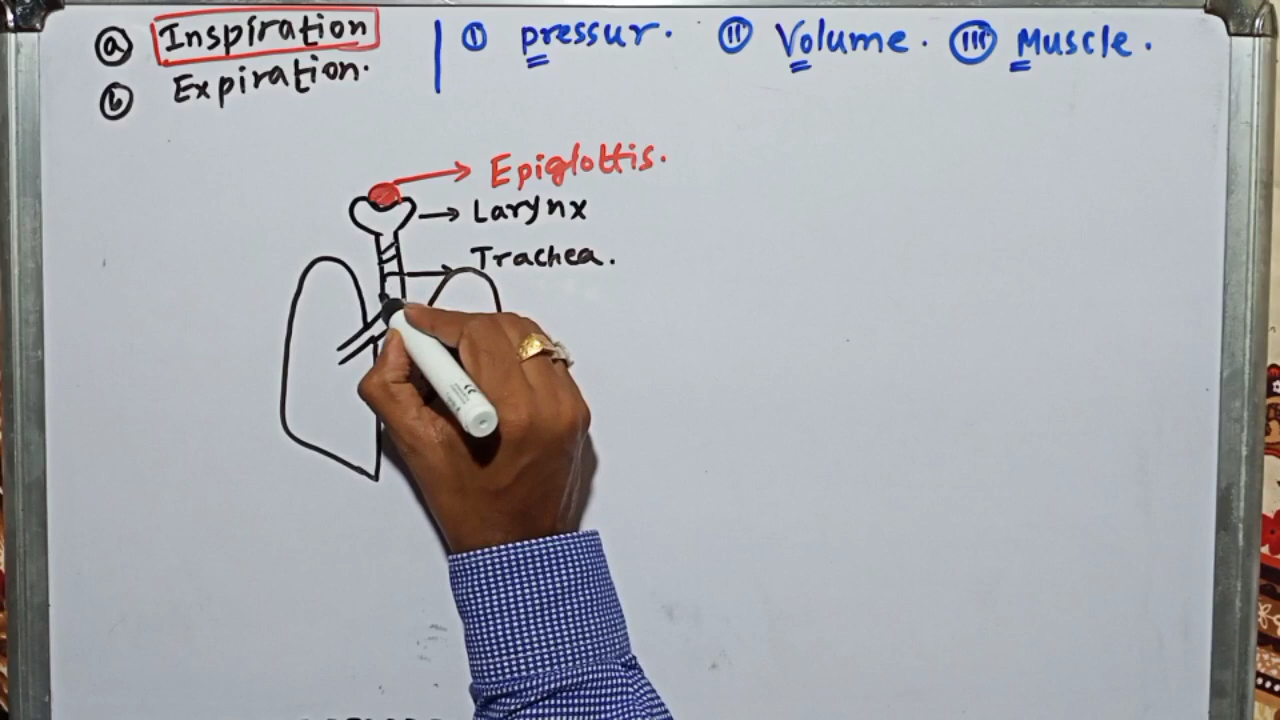 a Inspiration
b Expiration.
I pressur. II Volume. III Muscle.
Epiglottis.
Larynx
Trachea.